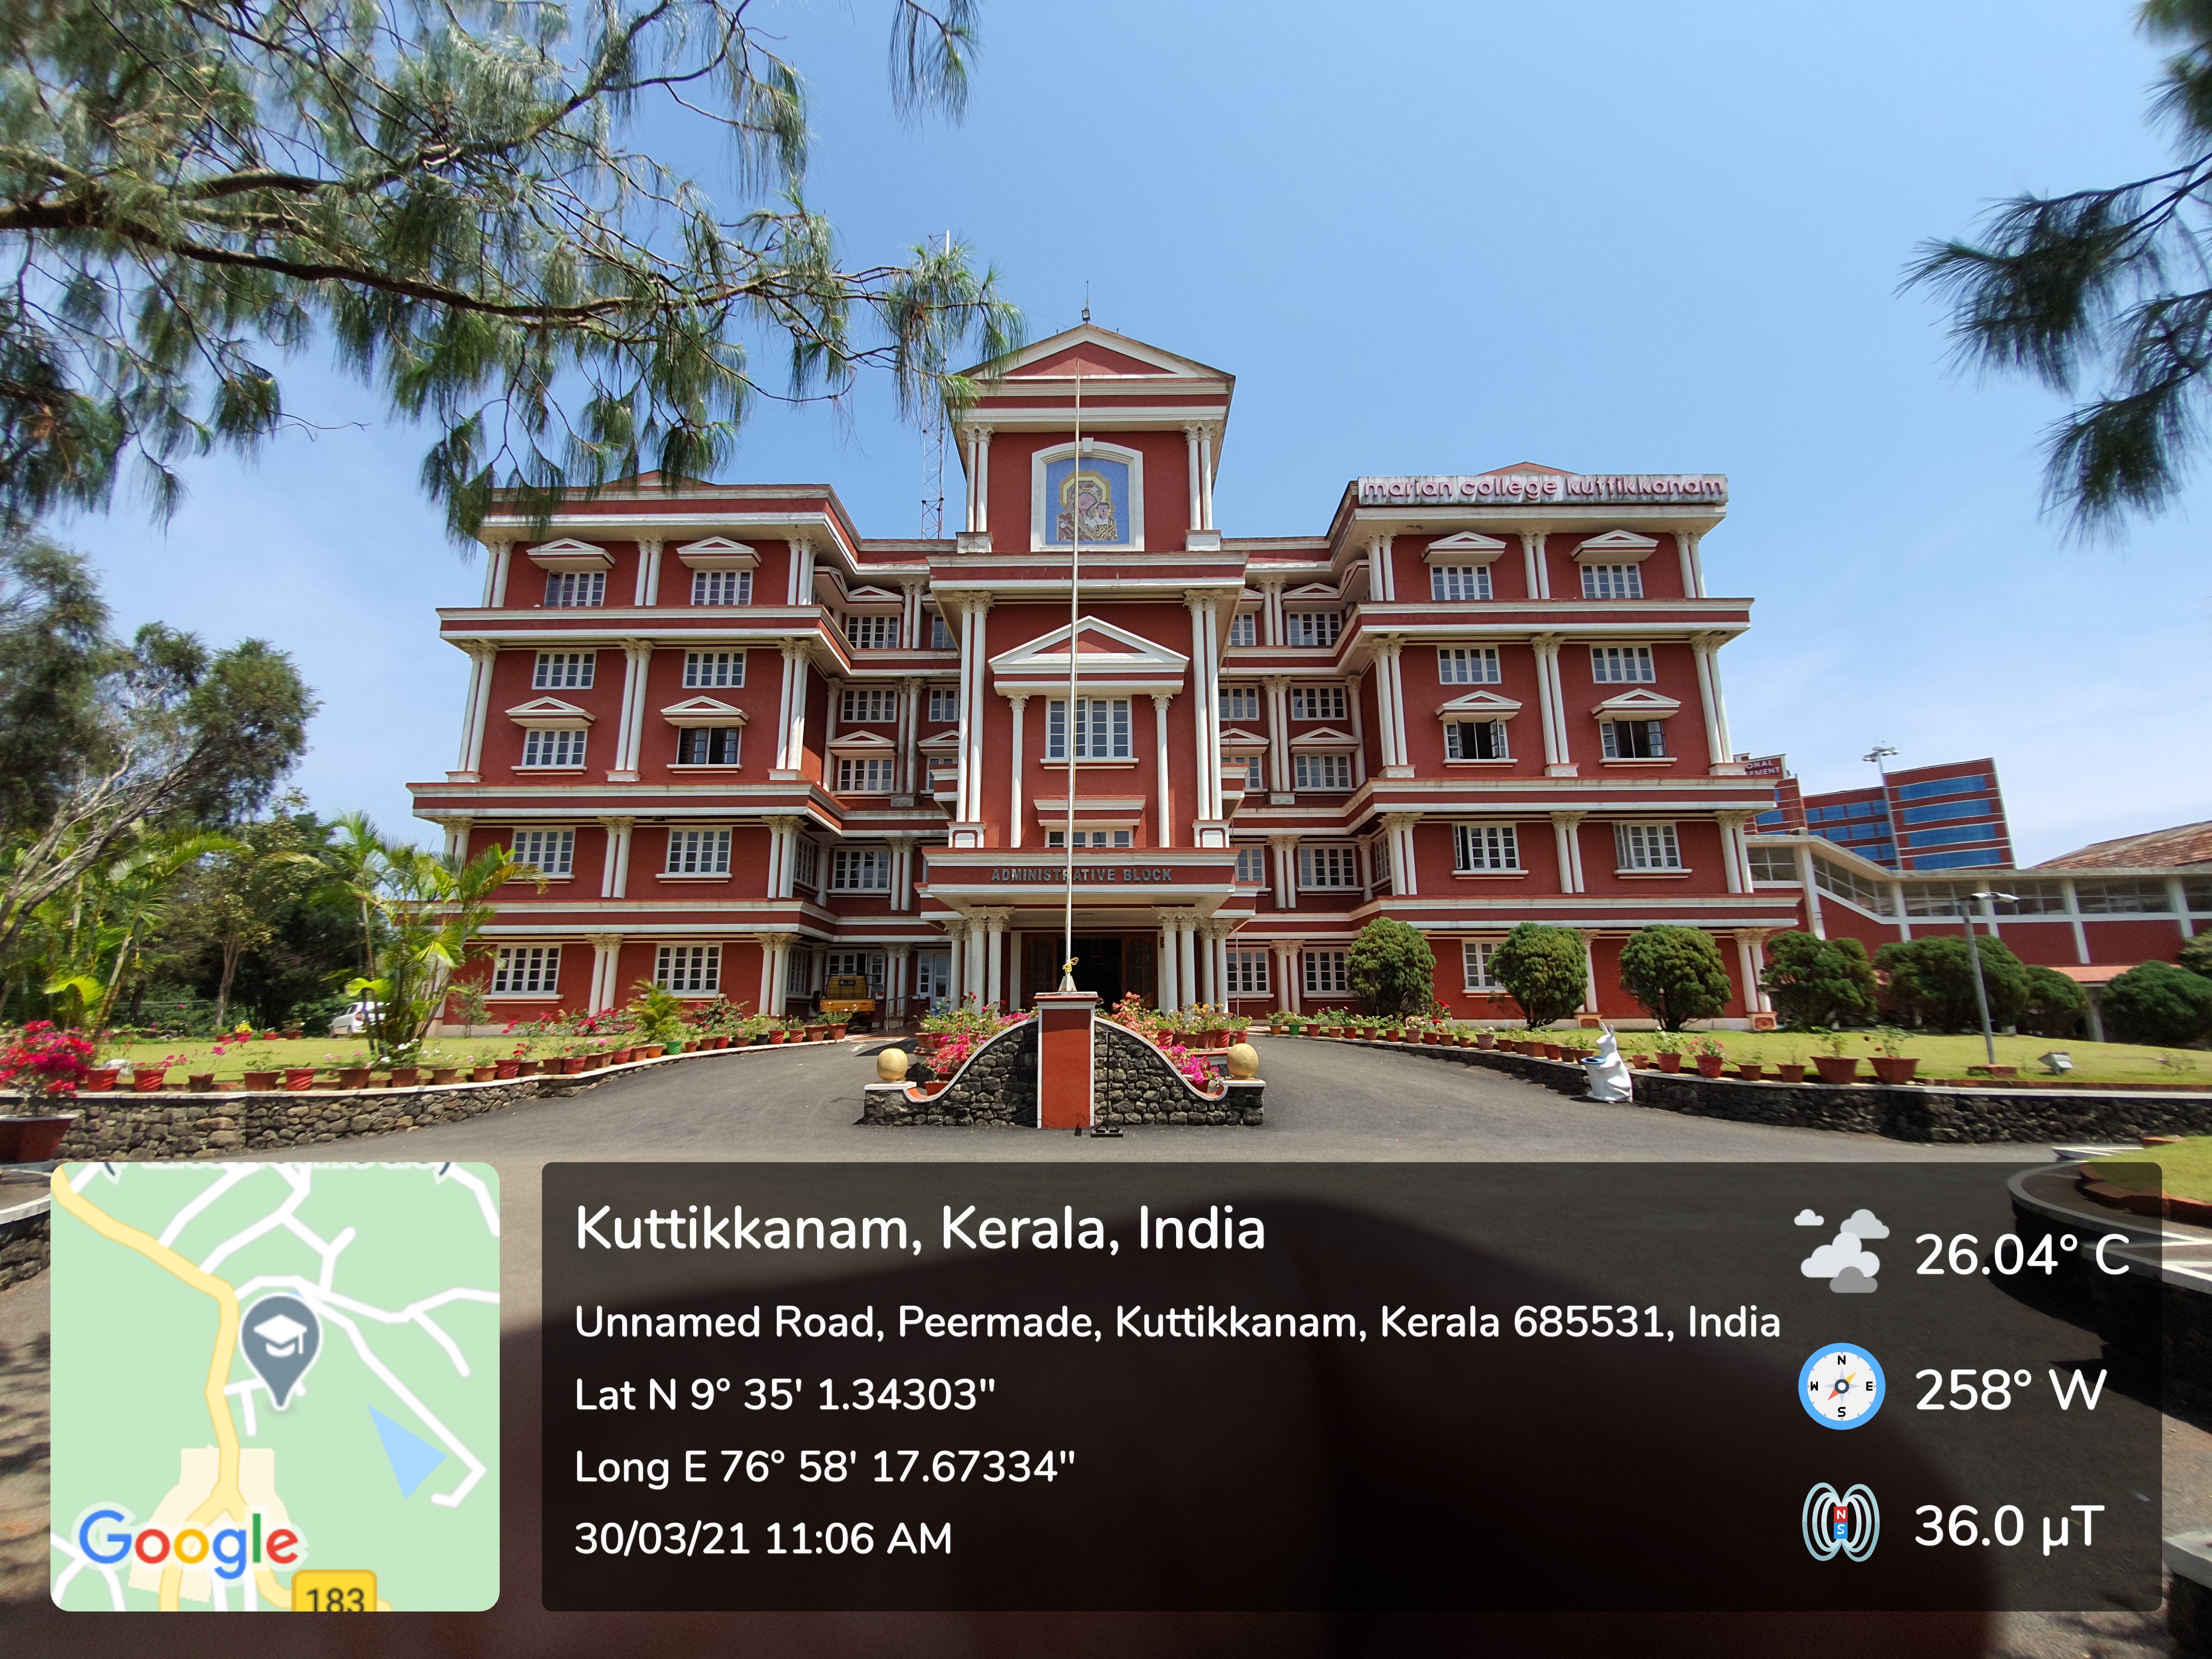 marian college kuttikkanam
ONAL
EMENT
ADMINISTRATIVE BLOCK
Kuttikkanam, Kerala, India
Unnamed Road, Peermade, Kuttikkanam, Kerala 685531, India
Lat N 9° 35' 1.34303"
Long E 76° 58' 17.67334"
30/03/21 11:06 AM
26.04° C
N
W E
S
258° W
N
S
36.0 µT
Google
183